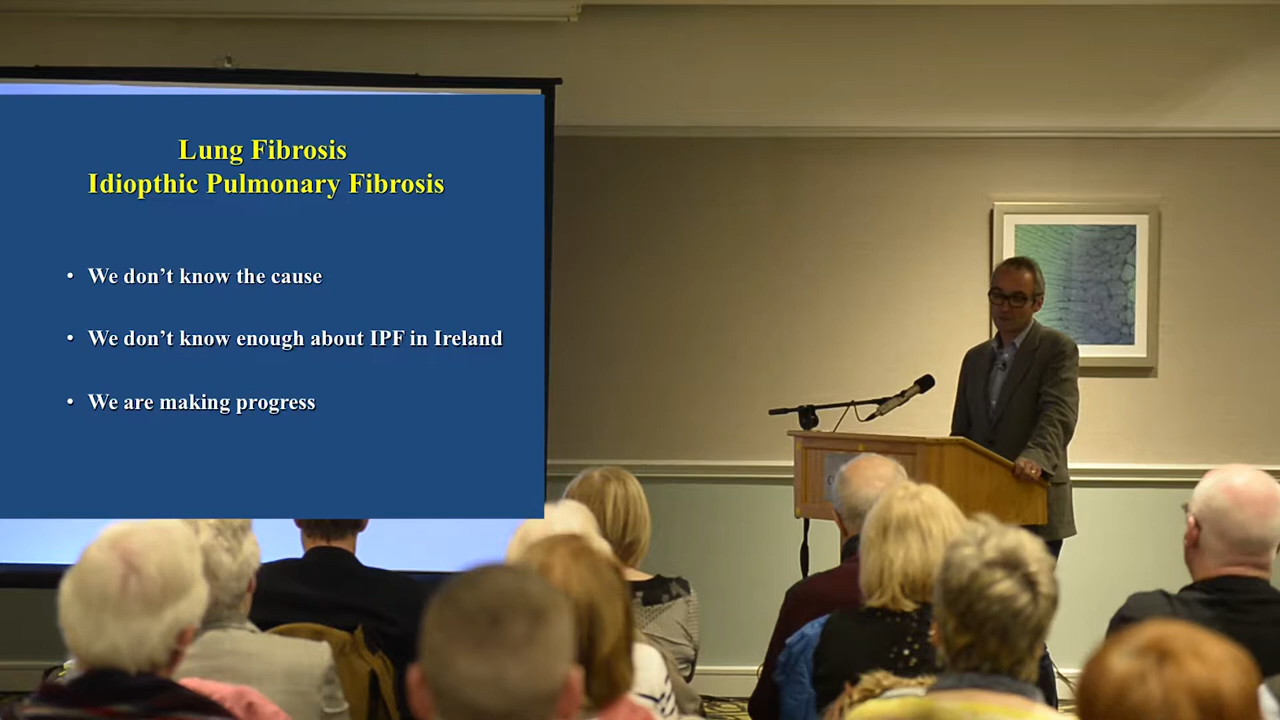 Lung Fibrosis
Idiopthic Pulmonary Fibrosis
• We don’t know the cause
• We don’t know enough about IPF in Ireland
• We are making progress